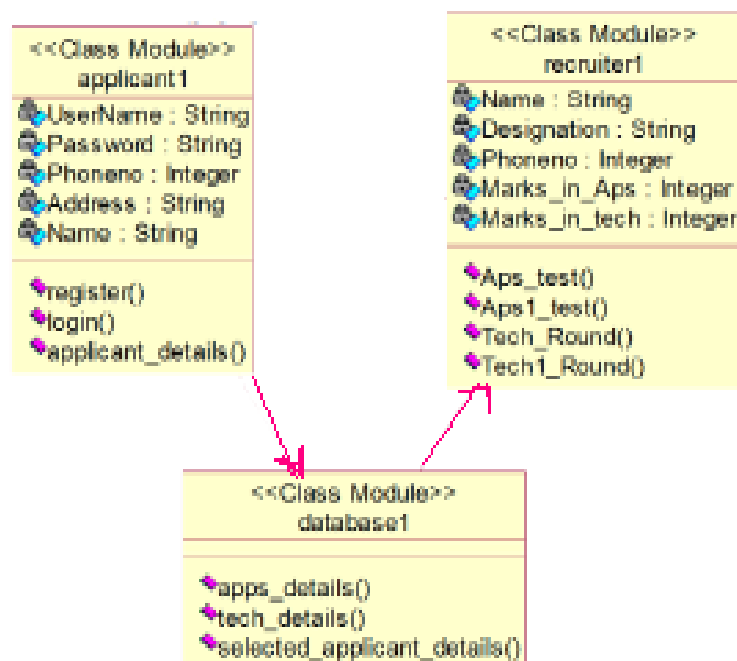 <<Class Module>>
applicant1
UserName : String
Password : String
Phoneno : Integer
Address : String
Name : String
register()
login()
applicant_details()
<<Class Module>>
recruiter1
Name : String
Designation : String
Phoneno : Integer
Marks_in_Aps : Integer
Marks_in_tech : Integer
Aps_test()
Aps1_test()
Tech_Round()
Tech1_Round()
<<Class Module>>
database1
apps_details()
tech_details()
selected_applicant_details()